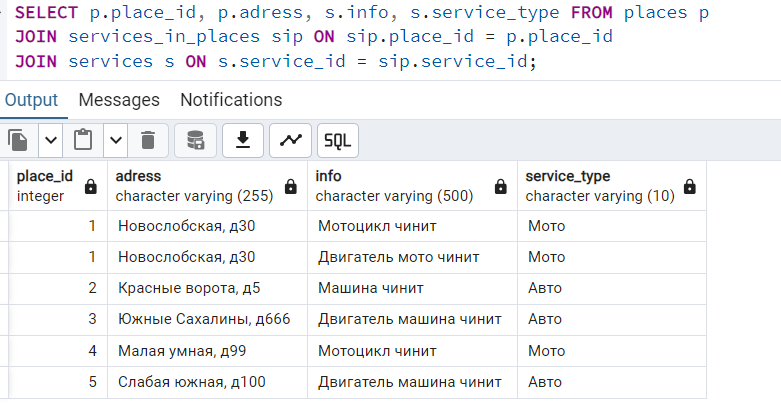 SELECT p.place_id, p.adress, s.info, s.service_type FROM places p
JOIN services_in_places sip ON sip.place_id = p.place_id
JOIN services s ON s.service_id = sip.service_id;
Output Messages Notifications
SQL
place_id adress info service_type
integer character varying (255) character varying (500) character varying (10)
1 Новослобская, д30 Мотоцикл чинит Мото
1 Новослобская, д30 Двигатель мото чинит Мото
2 Красные ворота, д5 Машина чинит Авто
3 Южные Сахалины, д666 Двигатель машина чинит Авто
4 Малая умная, д99 Мотоцикл чинит Мото
5 Слабая южная, д100 Двигатель машина чинит Авто